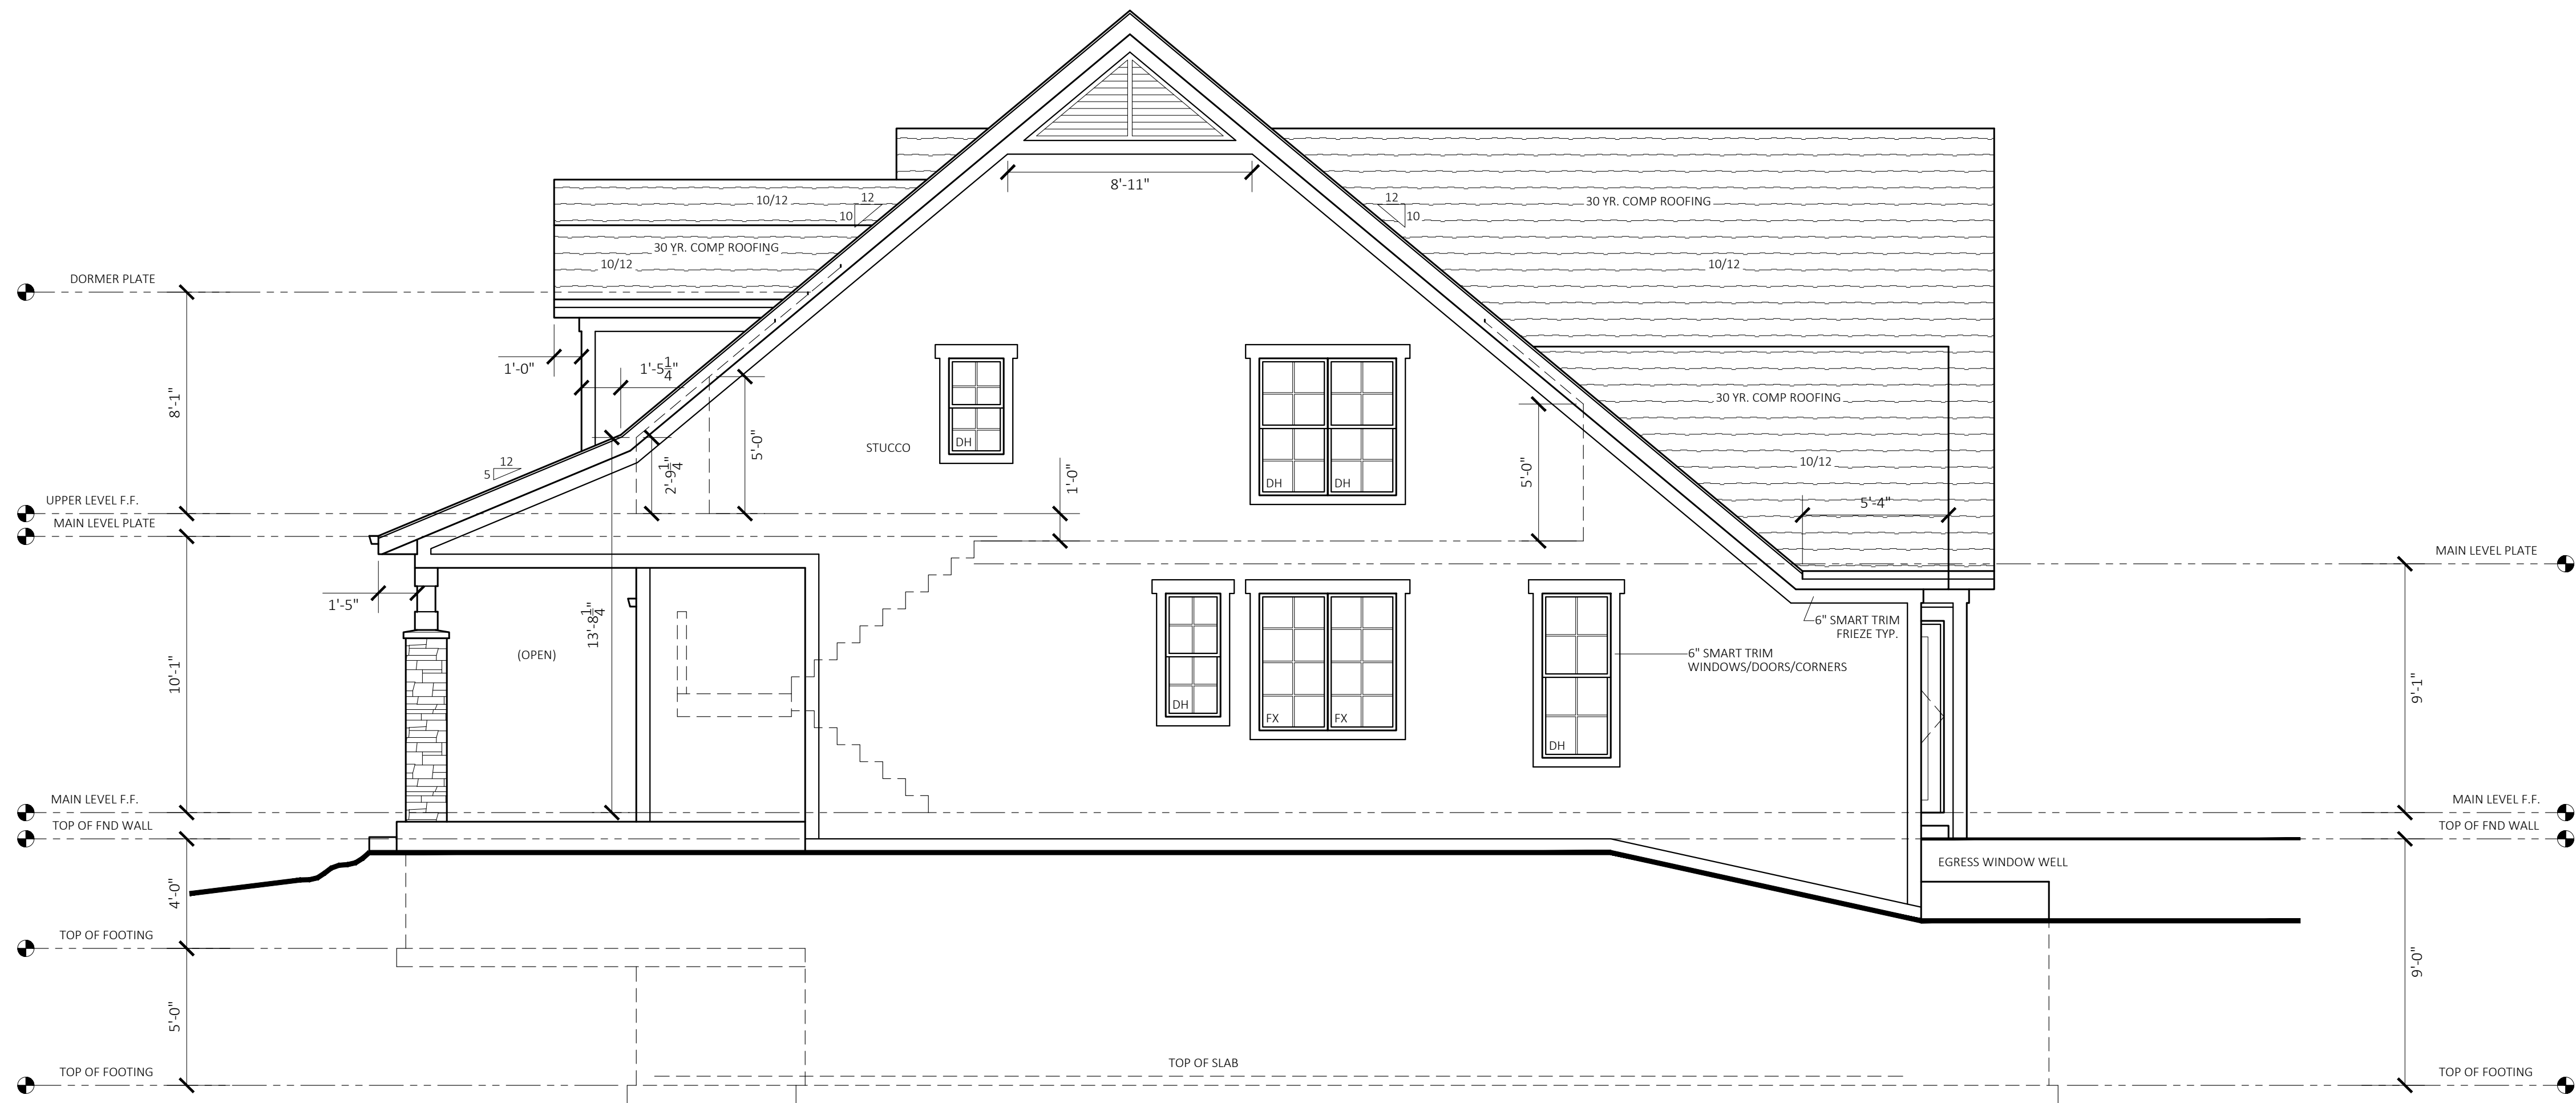 8'-11"
12
10
12
10
10/12
30 YR. COMP ROOFING
30 YR. COMP ROOFING
10/12
10/12
DORMER PLATE
1'-0"
1'-5 1/4"
8'-1"
30 YR. COMP ROOFING
STUCCO
DH
DH
DH
5'-0"
2'-9 1/4"
1'-0"
5'-0"
12
5
10/12
5'-4"
UPPER LEVEL F.F.
MAIN LEVEL PLATE
MAIN LEVEL PLATE
1'-5"
13'-8 1/4"
10'-1"
(OPEN)
6" SMART TRIM
FRIEZE TYP.
6" SMART TRIM
WINDOWS/DOORS/CORNERS
9'-1"
DH
FX
FX
DH
MAIN LEVEL F.F.
MAIN LEVEL F.F.
TOP OF FND WALL
TOP OF FND WALL
EGRESS WINDOW WELL
4'-0"
TOP OF FOOTING
9'-0"
5'-0"
TOP OF SLAB
TOP OF FOOTING
TOP OF FOOTING